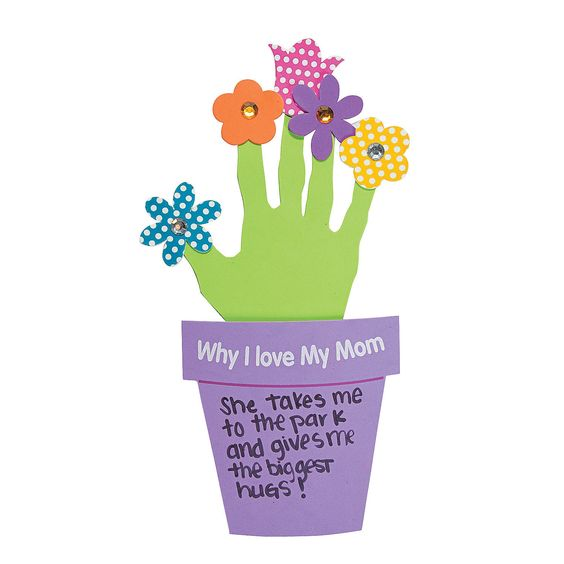 Why I love My Mom
She takes me
to the park
and gives me
the biggest
hugs!